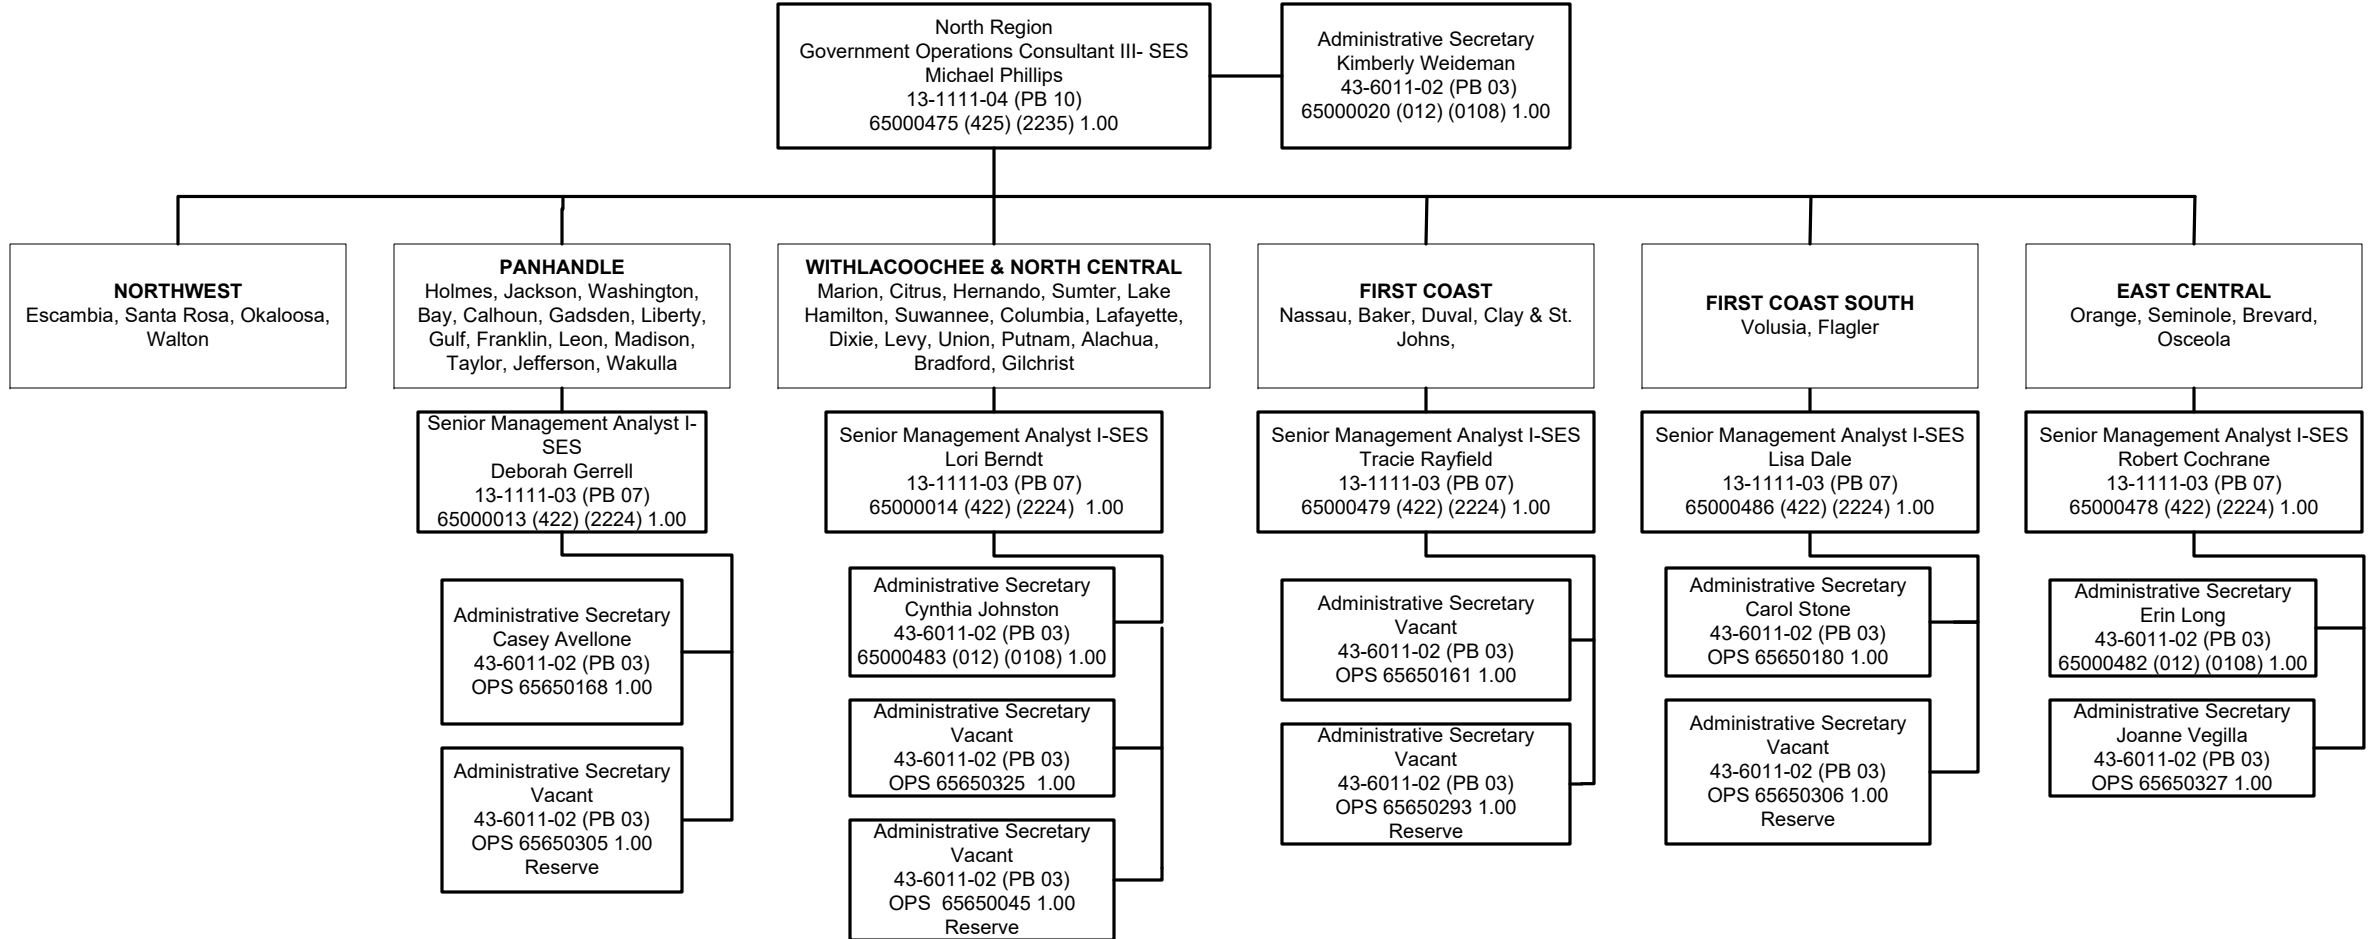 North Region
Government Operations Consultant III- SES
Michael Phillips
13-1111-04 (PB 10)
65000475 (425) (2235) 1.00
Administrative Secretary
Kimberly Weideman
43-6011-02 (PB 03)
65000020 (012) (0108) 1.00
NORTHWEST
Escambia, Santa Rosa, Okaloosa,
Walton
PANHANDLE
Holmes, Jackson, Washington,
Bay, Calhoun, Gadsden, Liberty,
Gulf, Franklin, Leon, Madison,
Taylor, Jefferson, Wakulla
WITHLACOOCHEE & NORTH CENTRAL
Marion, Citrus, Hernando, Sumter, Lake
Hamilton, Suwannee, Columbia, Lafayette,
Dixie, Levy, Union, Putnam, Alachua,
Bradford, Gilchrist
FIRST COAST
Nassau, Baker, Duval, Clay & St.
Johns,
FIRST COAST SOUTH
Volusia, Flagler
EAST CENTRAL
Orange, Seminole, Brevard,
Osceola
Senior Management Analyst I-
SES
Deborah Gerrell
13-1111-03 (PB 07)
65000013 (422) (2224) 1.00
Senior Management Analyst I-SES
Lori Berndt
13-1111-03 (PB 07)
65000014 (422) (2224)  1.00
Senior Management Analyst I-SES
Tracie Rayfield
13-1111-03 (PB 07)
65000479 (422) (2224) 1.00
Senior Management Analyst I-SES
Lisa Dale
13-1111-03 (PB 07)
65000486 (422) (2224) 1.00
Senior Management Analyst I-SES
Robert Cochrane
13-1111-03 (PB 07)
65000478 (422) (2224) 1.00
Administrative Secretary
Casey Avellone
43-6011-02 (PB 03)
OPS 65650168 1.00
Administrative Secretary
Cynthia Johnston
43-6011-02 (PB 03)
65000483 (012) (0108) 1.00
Administrative Secretary
Vacant
43-6011-02 (PB 03)
OPS 65650161 1.00
Administrative Secretary
Carol Stone
43-6011-02 (PB 03)
OPS 65650180 1.00
Administrative Secretary
Erin Long
43-6011-02 (PB 03)
65000482 (012) (0108) 1.00
Administrative Secretary
Vacant
43-6011-02 (PB 03)
OPS 65650305 1.00
Reserve
Administrative Secretary
Vacant
43-6011-02 (PB 03)
OPS 65650325  1.00
Administrative Secretary
Vacant
43-6011-02 (PB 03)
OPS 65650293 1.00
Reserve
Administrative Secretary
Vacant
43-6011-02 (PB 03)
OPS 65650306 1.00
Reserve
Administrative Secretary
Joanne Vegilla
43-6011-02 (PB 03)
OPS 65650327 1.00
Administrative Secretary
Vacant
43-6011-02 (PB 03)
OPS  65650045 1.00
Reserve